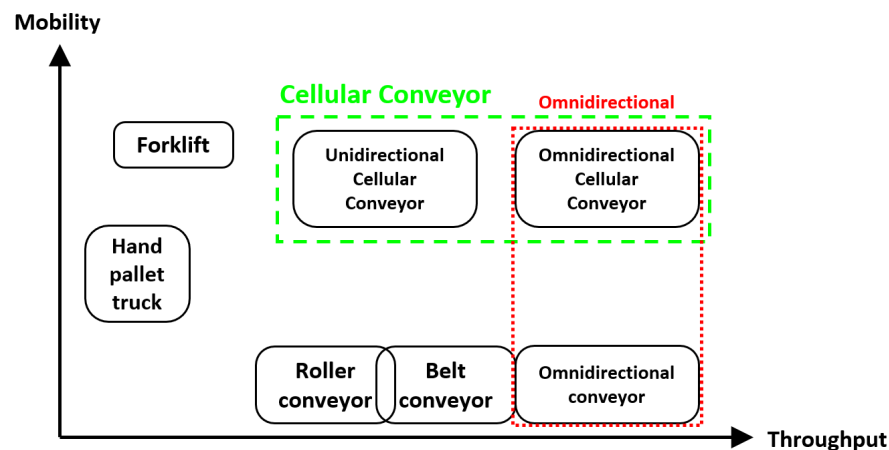 Mobility
Cellular Conveyor
Omnidirectional
Forklift
Unidirectional
Cellular
Conveyor
Omnidirectional
Cellular
Conveyor
Hand
pallet
truck
Roller
conveyor
Belt
conveyor
Omnidirectional
conveyor
Throughput